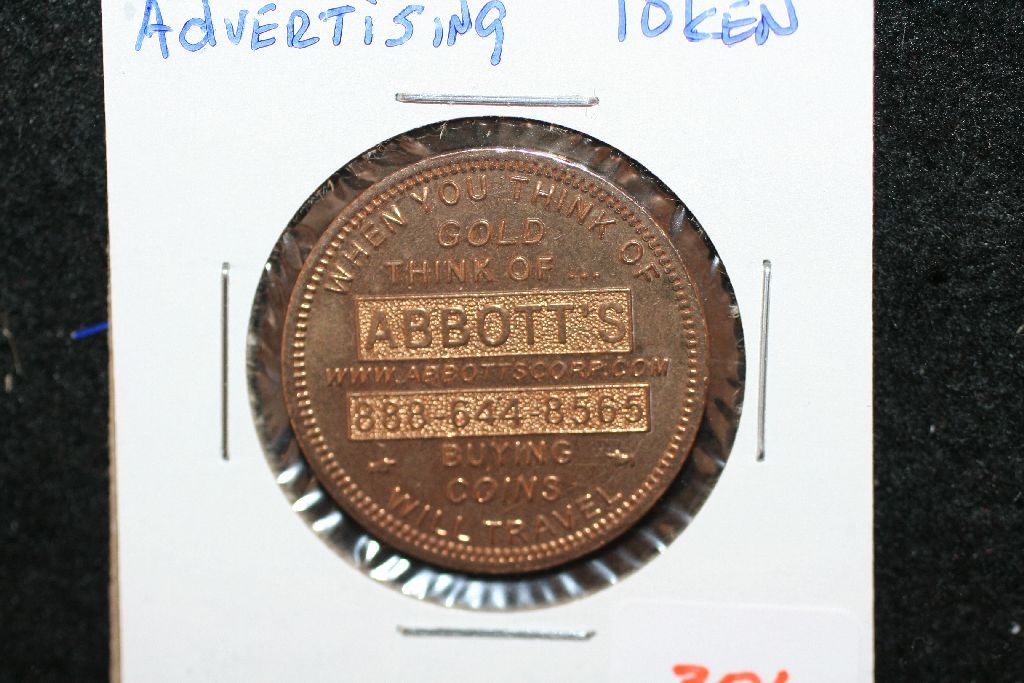 ADVERTISING TOKEN
WHEN YOU THINK OF
GOLD
THINK OF ...
ABBOTT'S
WWW.ABBOTTSCORP.COM
888-644-8565
BUYING
COINS
WILL TRAVEL